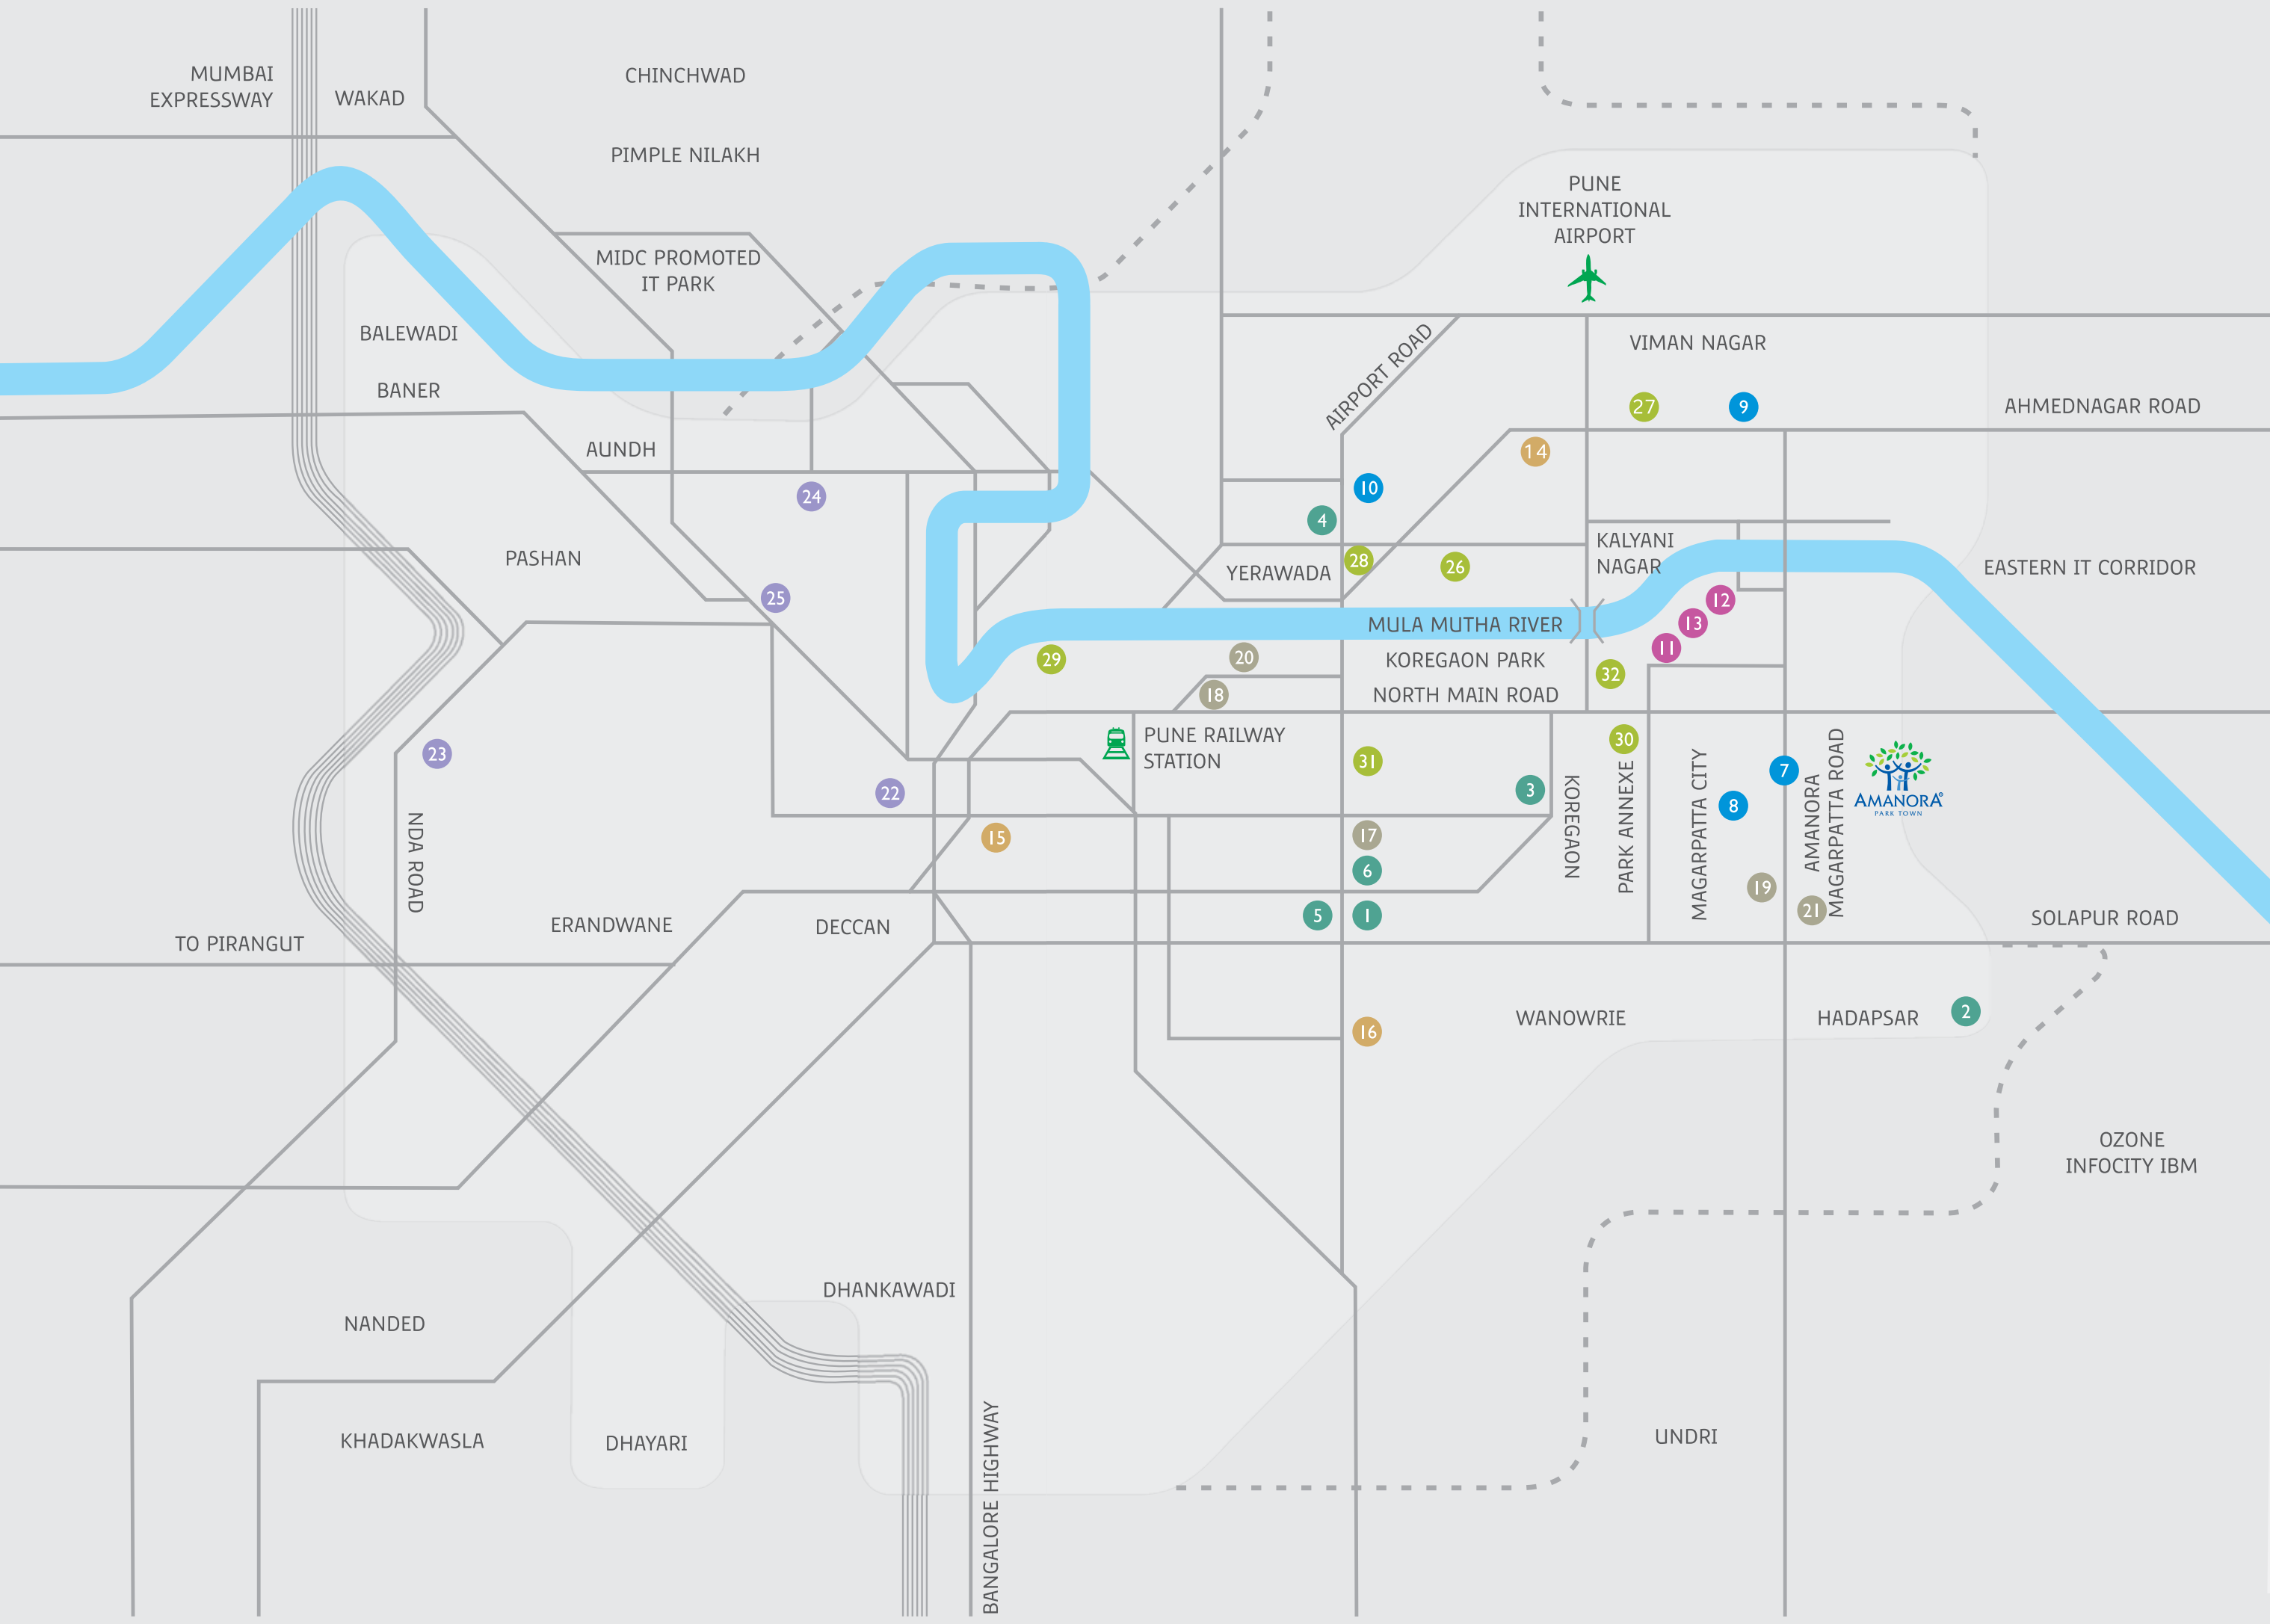 MUMBAI
EXPRESSWAY
WAKAD
CHINCHWAD
PIMPLE NILAKH
MIDC PROMOTED
IT PARK
PUNE
INTERNATIONAL
AIRPORT
BALEWADI
BANER
AUNDH
24
PASHAN
25
AIRPORT ROAD
VIMAN NAGAR
27
9
AHMEDNAGAR ROAD
14
10
4
28
26
YERAWADA
KALYANI
NAGAR
EASTERN IT CORRIDOR
12
13
11
MULA MUTHA RIVER
29
20
KOREGAON PARK
32
18
NORTH MAIN ROAD
PUNE RAILWAY
STATION
30
31
23
22
3
7
8
AMANORA
PARK TOWN
NDA ROAD
KOREGAON
PARK ANNEXE
MAGARPATTA CITY
AMANORA
MAGARPATTA ROAD
15
17
6
19
21
5
1
ERANDWANE
DECCAN
SOLAPUR ROAD
TO PIRANGUT
16
WANOWRIE
HADAPSAR
2
OZONE
INFOCITY IBM
DHANKAWADI
NANDED
KHADAKWASLA
DHAYARI
BANGALORE HIGHWAY
UNDRI